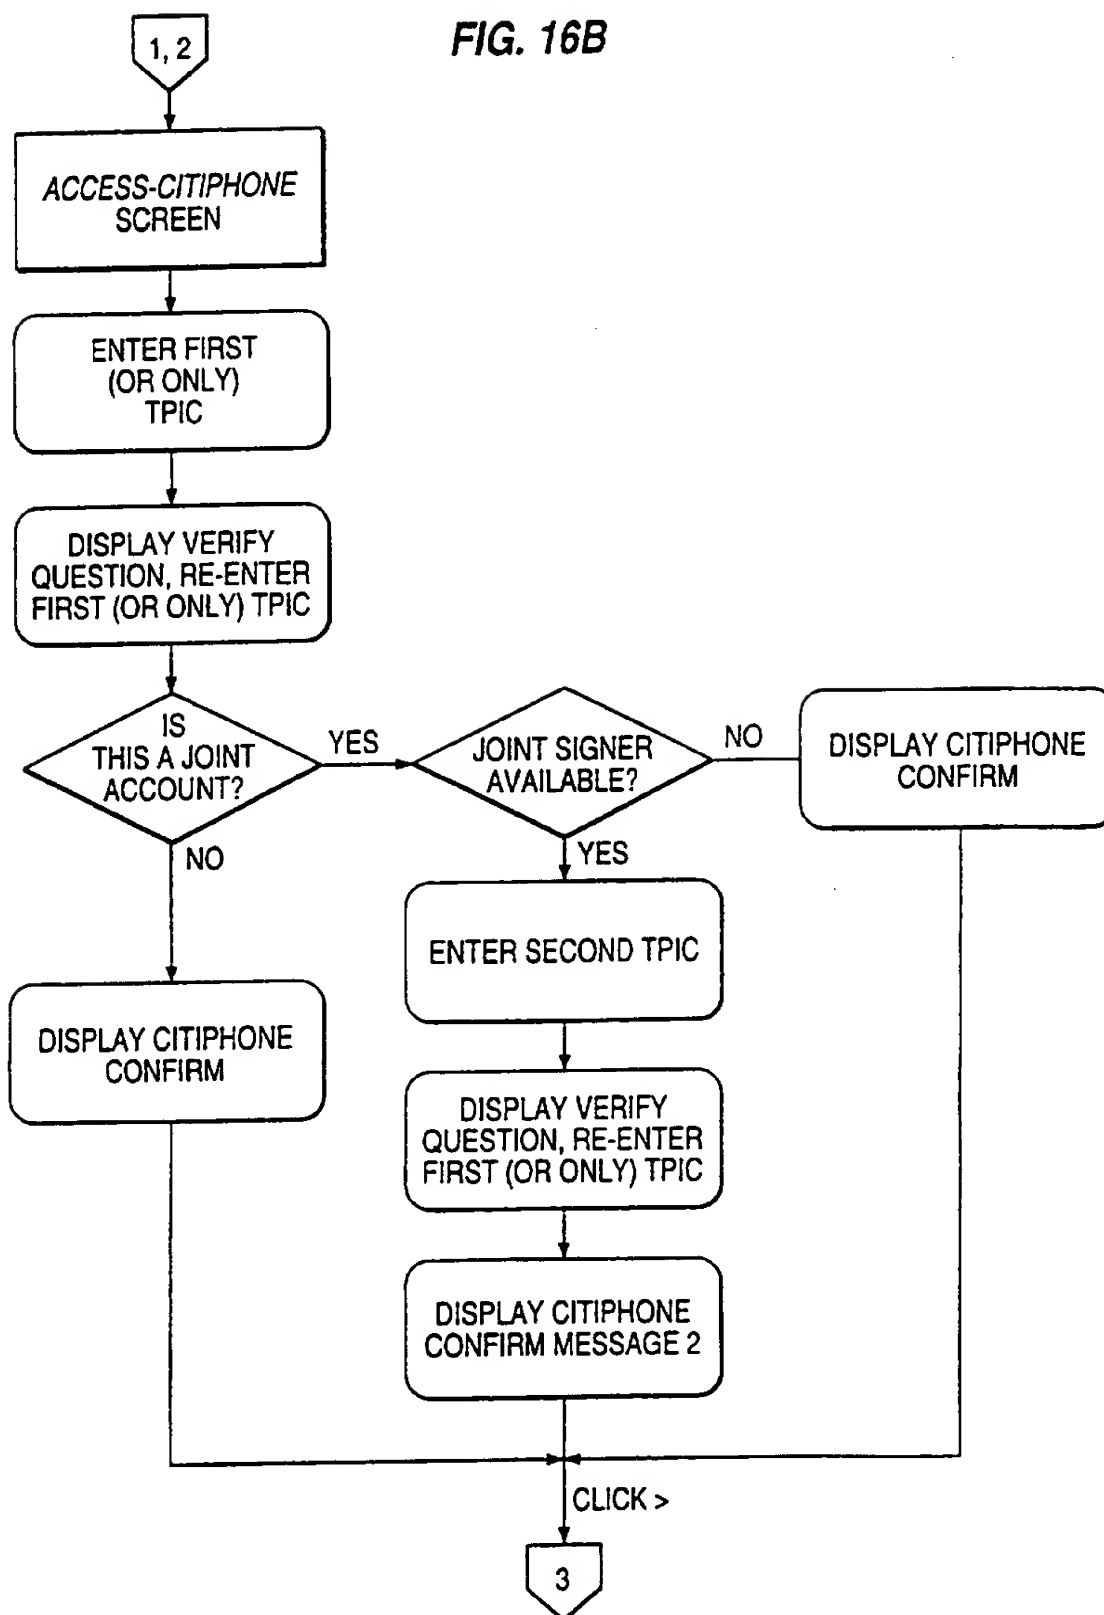 FIG. 16B
1, 2
ACCESS-CITIPHONE
SCREEN
ENTER FIRST
(OR ONLY)
TPIC
DISPLAY VERIFY
QUESTION, RE-ENTER
FIRST (OR ONLY) TPIC
IS
THIS A JOINT
ACCOUNT?
YES
JOINT SIGNER
AVAILABLE?
NO
DISPLAY CITIPHONE
CONFIRM
NO
YES
ENTER SECOND TPIC
DISPLAY CITIPHONE
CONFIRM
DISPLAY VERIFY
QUESTION, RE-ENTER
FIRST (OR ONLY) TPIC
DISPLAY CITIPHONE
CONFIRM MESSAGE 2
CLICK >
3